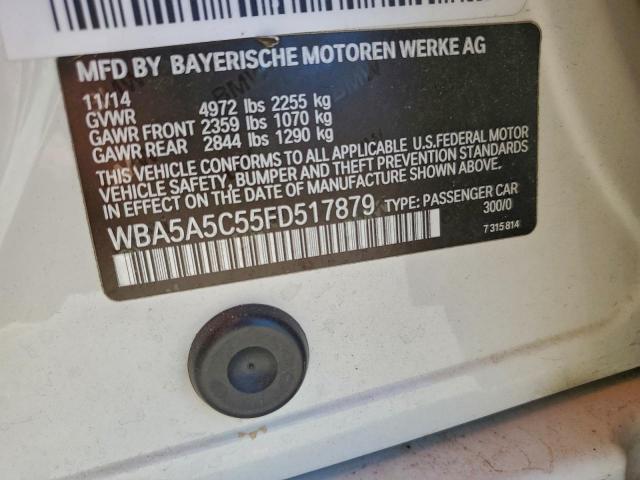 MFD BY BAYERISCHE MOTOREN WERKE AG
11/14
GVWR 4972 lbs 2255 kg
GAWR FRONT 2359 lbs 1070 kg
GAWR REAR 2844 lbs 1290 kg
THIS VEHICLE CONFORMS TO ALL APPLICABLE U.S.FEDERAL MOTOR
VEHICLE SAFETY, BUMPER AND THEFT PREVENTION STANDARDS
IN EFFECT ON THE DATE OF MANUFACTURE SHOWN ABOVE.
WBA5A5C55FD517879 TYPE: PASSENGER CAR
300/0
7 315 814